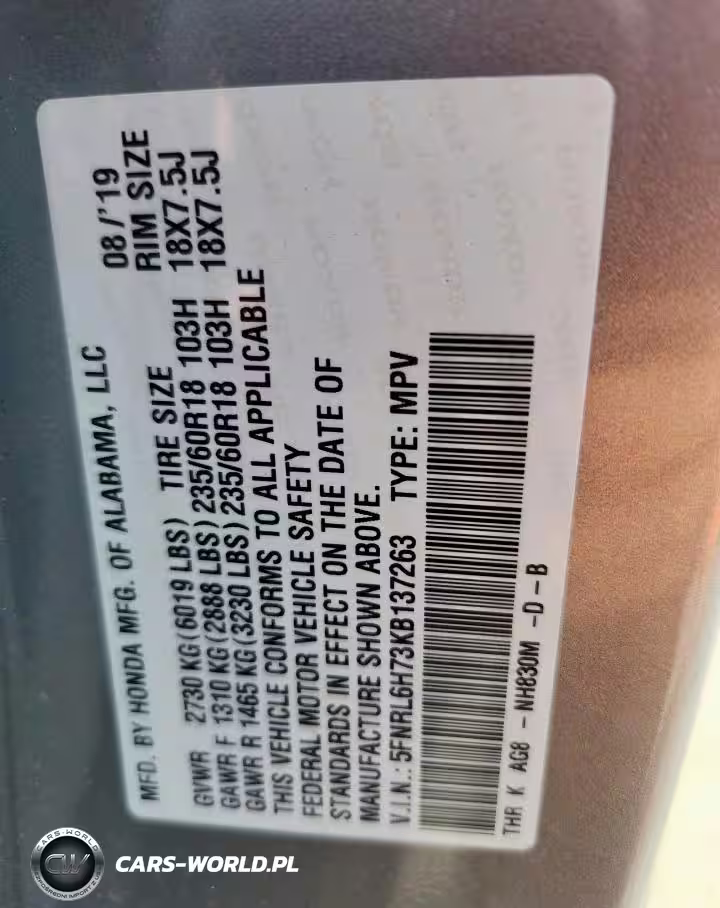 MFD. BY HONDA MFG. OF ALABAMA, LLC 08/'19
GVWR 2730 KG(6019 LBS) TIRE SIZE RIM SIZE
GAWR F 1310 KG(2888 LBS) 235/60R18 103H 18X7.5J
GAWR R 1465 KG(3230 LBS) 235/60R18 103H 18X7.5J
THIS VEHICLE CONFORMS TO ALL APPLICABLE
FEDERAL MOTOR VEHICLE SAFETY
STANDARDS IN EFFECT ON THE DATE OF
MANUFACTURE SHOWN ABOVE.
V.I.N.: 5FNRL6H73KB137263 TYPE: MPV
THR K AG8 - NH830M -D-B
CARS-WORLD
CW
CARS-WORLD.PL